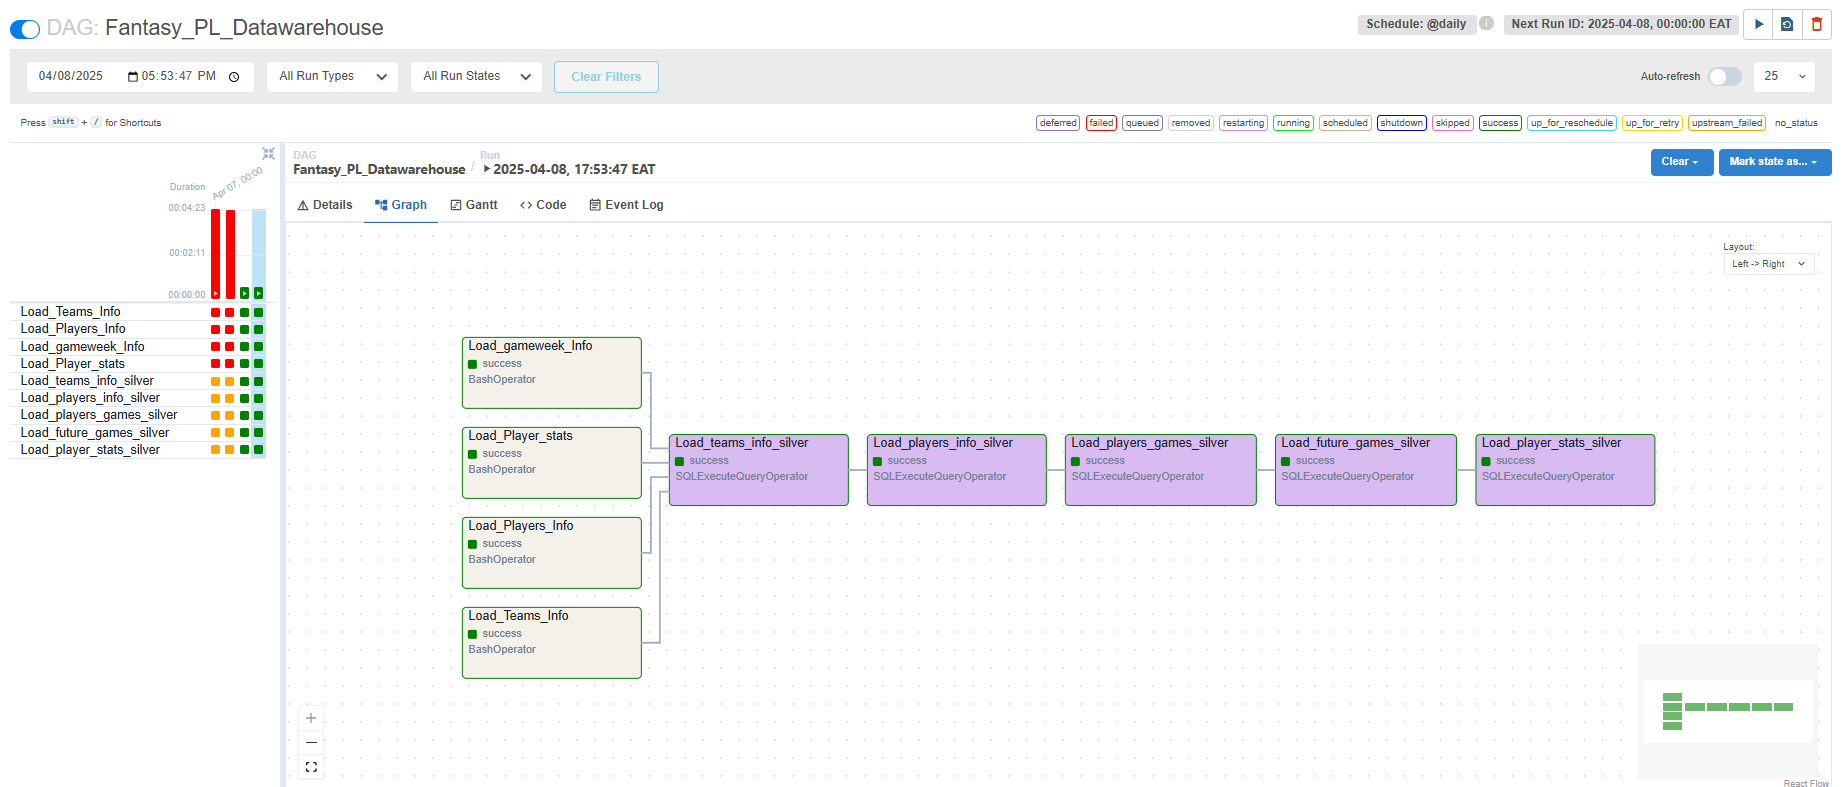 DAG: Fantasy_PL_Datawarehouse
Schedule: @daily
Next Run ID: 2025-04-08, 00:00:00 EAT
04/08/2025 05:53:47 PM
All Run Types
All Run States
Clear Filters
Auto-refresh
25
Press shift + / for Shortcuts
deferred failed queued removed restarting running scheduled shutdown skipped success up_for_reschedule up_for_retry upstream_failed no_status
DAG
Fantasy_PL_Datawarehouse
/
Run
2025-04-08, 17:53:47 EAT
Clear
Mark state as...
Details
Graph
Gantt
Code
Event Log
Duration
Apr 07, 00:00
00:04:23
00:02:11
00:00:00
Load_Teams_Info
Load_Players_Info
Load_gameweek_Info
Load_Player_stats
Load_teams_info_silver
Load_players_info_silver
Load_players_games_silver
Load_future_games_silver
Load_player_stats_silver
Layout:
Left -> Right
Load_gameweek_Info
success
BashOperator
Load_Player_stats
success
BashOperator
Load_Players_Info
success
BashOperator
Load_Teams_Info
success
BashOperator
Load_teams_info_silver
success
SQLExecuteQueryOperator
Load_players_info_silver
success
SQLExecuteQueryOperator
Load_players_games_silver
success
SQLExecuteQueryOperator
Load_future_games_silver
success
SQLExecuteQueryOperator
Load_player_stats_silver
success
SQLExecuteQueryOperator
React Flow